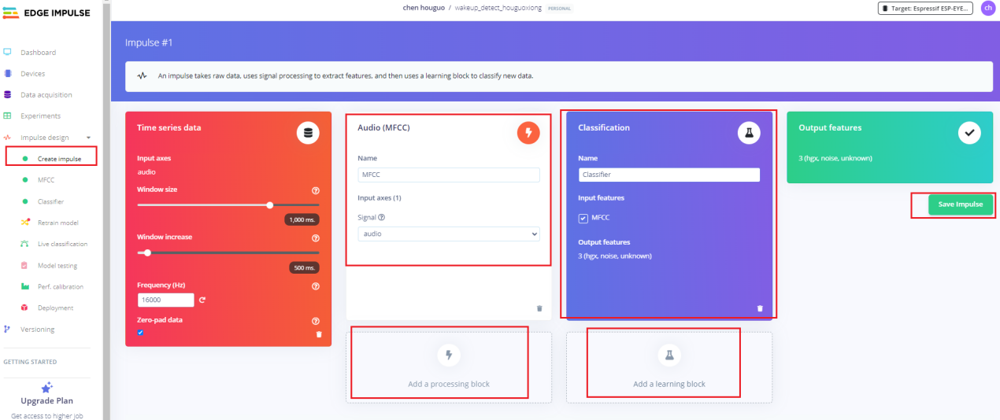 EDGE IMPULSE
chen houguo / wakeup_detect_houguoxiong PERSONAL
Target: Espressif ESP-EYE...
ch
Dashboard
Devices
Data acquisition
Experiments
Impulse design
Create impulse
MFCC
Classifier
Retrain model
Live classification
Model testing
Perf. calibration
Deployment
Versioning
GETTING STARTED
Upgrade Plan
Get access to higher job
Impulse #1
An impulse takes raw data, uses signal processing to extract features, and then uses a learning block to classify new data.
Time series data
Input axes
audio
Window size
1,000 ms.
Window increase
500 ms.
Frequency (Hz)
16000
Zero-pad data
Audio (MFCC)
Name
MFCC
Input axes (1)
Signal
audio
Add a processing block
Classification
Name
Classifier
Input features
MFCC
Output features
3 (hgx, noise, unknown)
Add a learning block
Output features
3 (hgx, noise, unknown)
Save Impulse